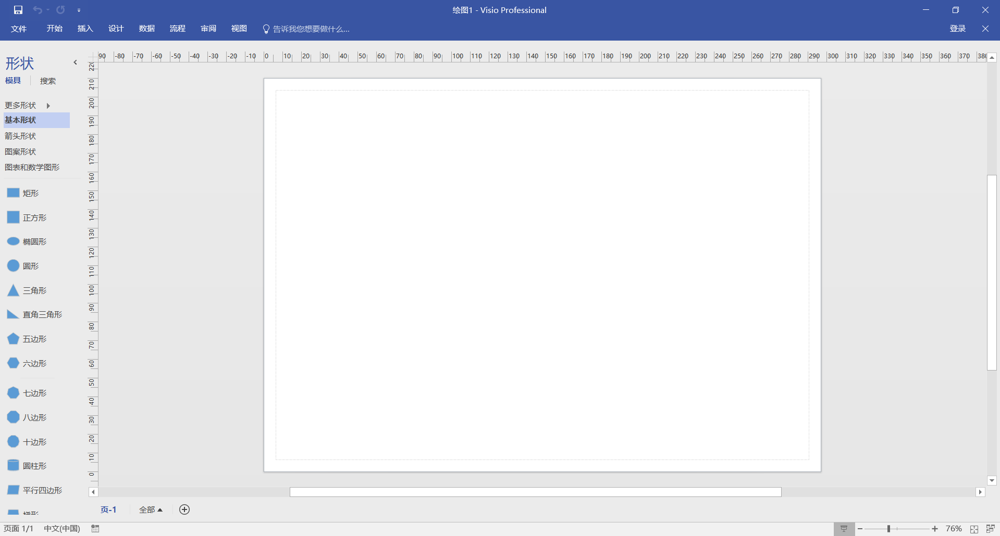 绘图1 - Visio Professional
文件 开始 插入 设计 数据 流程 审阅 视图 告诉我您想要做什么... 登录
形状
模具 搜索
更多形状
基本形状
箭头形状
图案形状
图表和数学图形
矩形
正方形
椭圆形
圆形
三角形
直角三角形
五边形
六边形
七边形
八边形
十边形
圆柱形
平行四边形
梯形
90 -80 -70 -60 -50 -40 -30 -20 -10 0 10 20 30 40 50 60 70 80 90 100 110 120 130 140 150 160 170 180 190 200 210 220 230 240 250 260 270 280 290 300 310 320 330 340 350 360 370 380
220
210
200
190
180
170
160
150
140
130
120
110
100
90
80
70
60
50
40
30
20
10
0
页-1 全部
页面 1/1 中文(中国) 76%